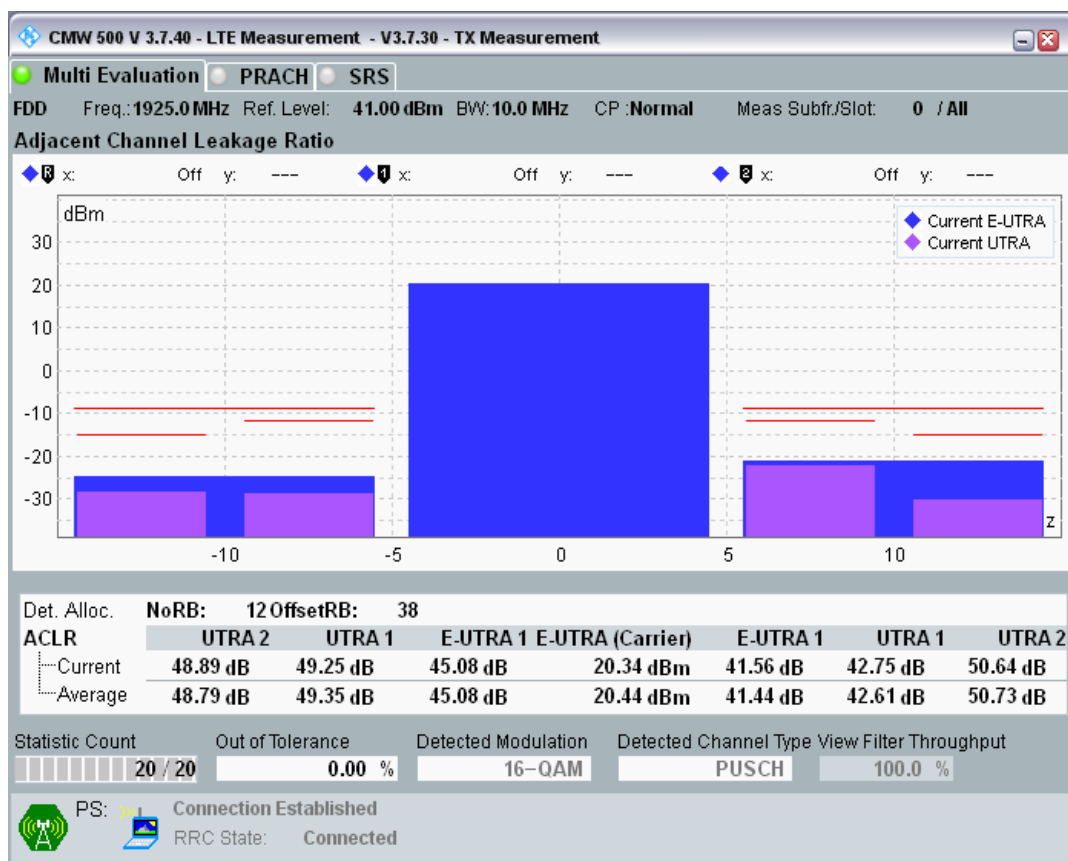 CMW 500 V 3.7.40 - LTE Measurement - V3.7.30 - TX Measurement
Multi Evaluation PRACH SRS
FDD Freq.: 1925.0 MHz Ref. Level: 41.00 dBm BW: 10.0 MHz CP :Normal Meas Subfr./Slot: 0 / All
Adjacent Channel Leakage Ratio
R x: Off y: --- 1 x: Off y: --- 2 x: Off y: ---
dBm
Current E-UTRA
Current UTRA
30
20
10
0
-10
-20
-30
z
-10 -5 0 5 10
Det. Alloc. NoRB: 12 OffsetRB: 38
ACLR UTRA 2 UTRA 1 E-UTRA 1 E-UTRA (Carrier) E-UTRA 1 UTRA 1 UTRA 2
Current 48.89 dB 49.25 dB 45.08 dB 20.34 dBm 41.56 dB 42.75 dB 50.64 dB
Average 48.79 dB 49.35 dB 45.08 dB 20.44 dBm 41.44 dB 42.61 dB 50.73 dB
Statistic Count Out of Tolerance Detected Modulation Detected Channel Type View Filter Throughput
20 / 20 0.00 % 16-QAM PUSCH 100.0 %
PS: Connection Established
RRC State: Connected